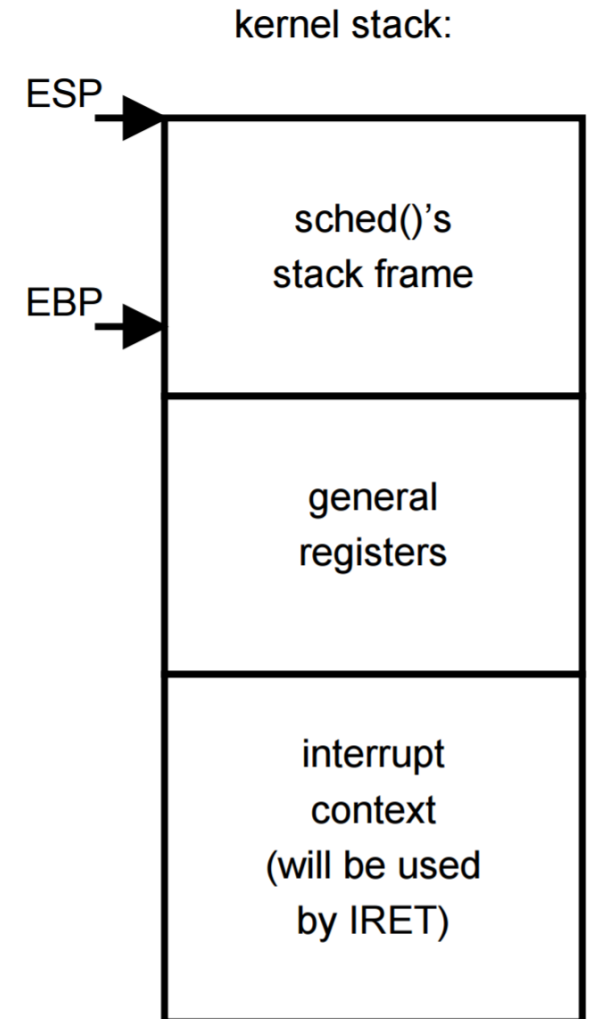 kernel stack:
ESP
sched()’s
stack frame
EBP
general
registers
interrupt
context
(will be used
by IRET)